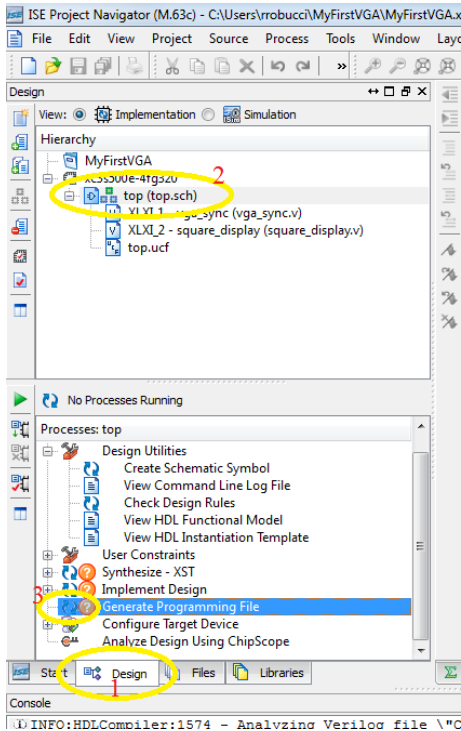 ISE Project Navigator (M.63c) - C:\Users\rrobucci\MyFirstVGA\MyFirstVGA.x
File Edit View Project Source Process Tools Window Layo
»
Design
View: Implementation Simulation
Hierarchy
MyFirstVGA
xc3s500e-4fg320
2
top (top.sch)
XLXI_1 - vga_sync (vga_sync.v)
XLXI_2 - square_display (square_display.v)
top.ucf
No Processes Running
Processes: top
Design Utilities
Create Schematic Symbol
View Command Line Log File
Check Design Rules
View HDL Functional Model
View HDL Instantiation Template
User Constraints
Synthesize - XST
Implement Design
3
Generate Programming File
Configure Target Device
Analyze Design Using ChipScope
Start Design Files Libraries
1
Console
INFO:HDLCompiler:1574 - Analyzing Verilog file \"C